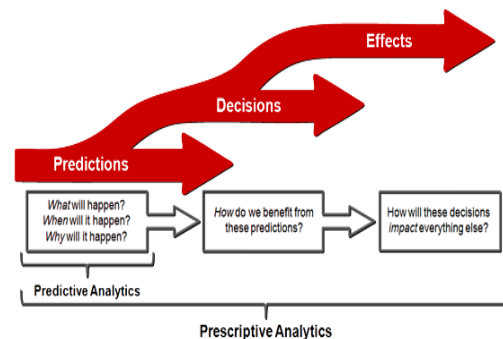 Effects
Decisions
Predictions
What will happen?
When will it happen?
Why will it happen?
How do we benefit from
these predictions?
How will these decisions
impact everything else?
Predictive Analytics
Prescriptive Analytics